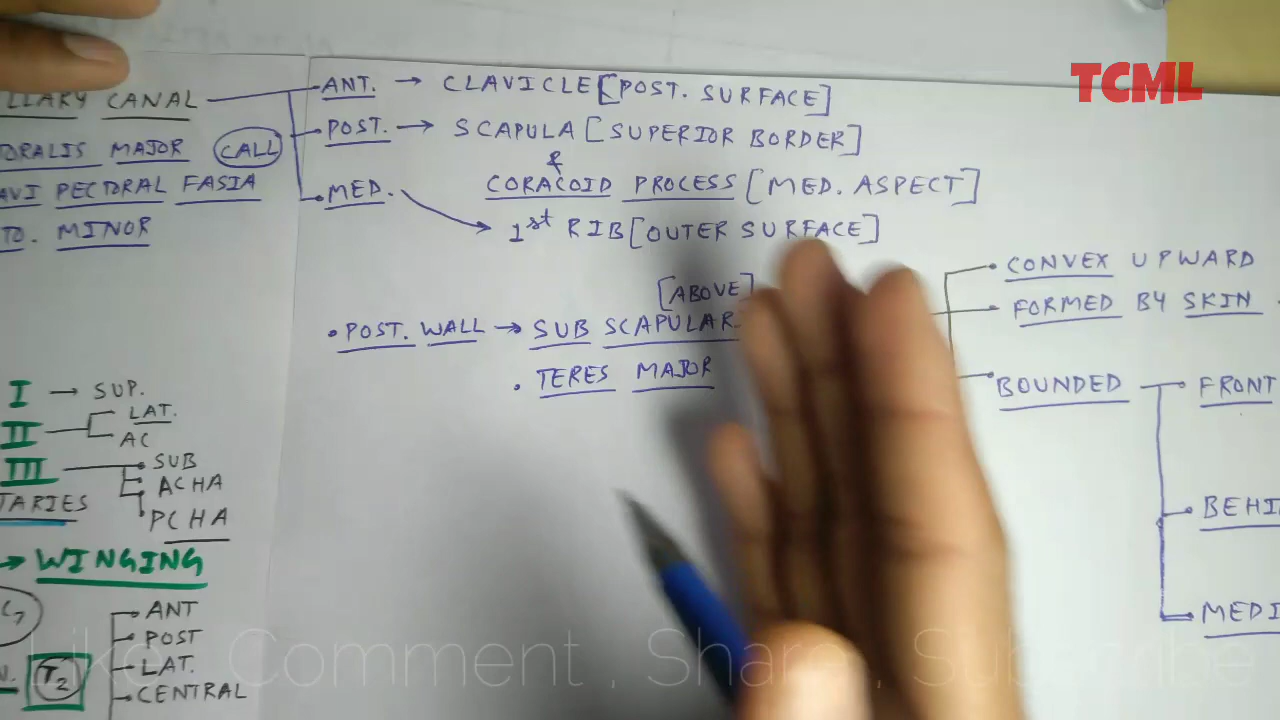 TCML
LLARY CANAL
ANT. → CLAVICLE [POST. SURFACE]
POST. → SCAPULA [SUPERIOR BORDER]
&
CORACOID PROCESS [MED. ASPECT]
MED.
1st RIB [OUTER SURFACE]
ORALIS MAJOR CALL
AVI PECTORAL FASIA
TO. MINOR
[ABOVE]
• POST. WALL → SUB SCAPULAR
• TERES MAJOR
CONVEX UPWARD
FORMED BY SKIN
BOUNDED
FRONT
BEHI
MEDI
I → SUP.
II
LAT.
AC
III
SUB
ACHA
PCHA
TARIES
→ WINGING
C7
ANT
POST
LAT.
CENTRAL
N. T2
Like, Comment , Share , Subscribe